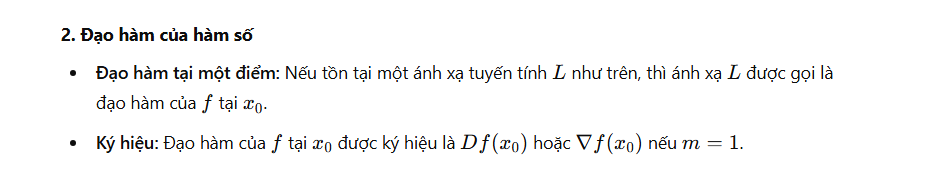 2. Đạo hàm của hàm số
• Đạo hàm tại một điểm: Nếu tồn tại một ánh xạ tuyến tính L như trên, thì ánh xạ L được gọi là
đạo hàm của f tại x₀.
• Ký hiệu: Đạo hàm của f tại x₀ được ký hiệu là Df(x₀) hoặc ∇f(x₀) nếu m = 1.